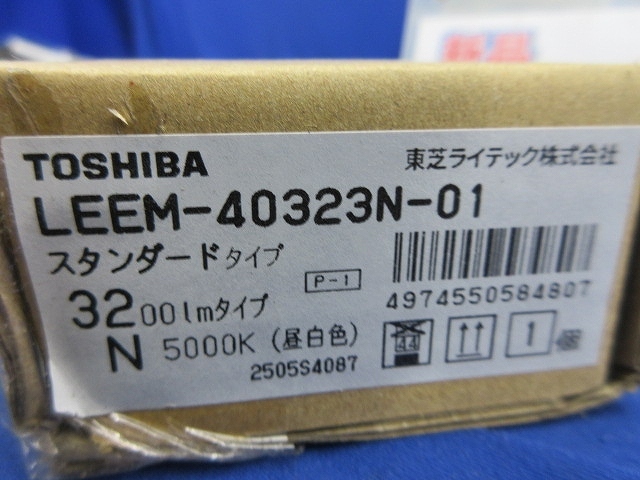 TOSHIBA
東芝ライテック株式会社
LEEM-40323N-01
スタンダードタイプ
P-1
3200lmタイプ
4974550584807
N 5000K (昼白色)
2505S4087
44
1個